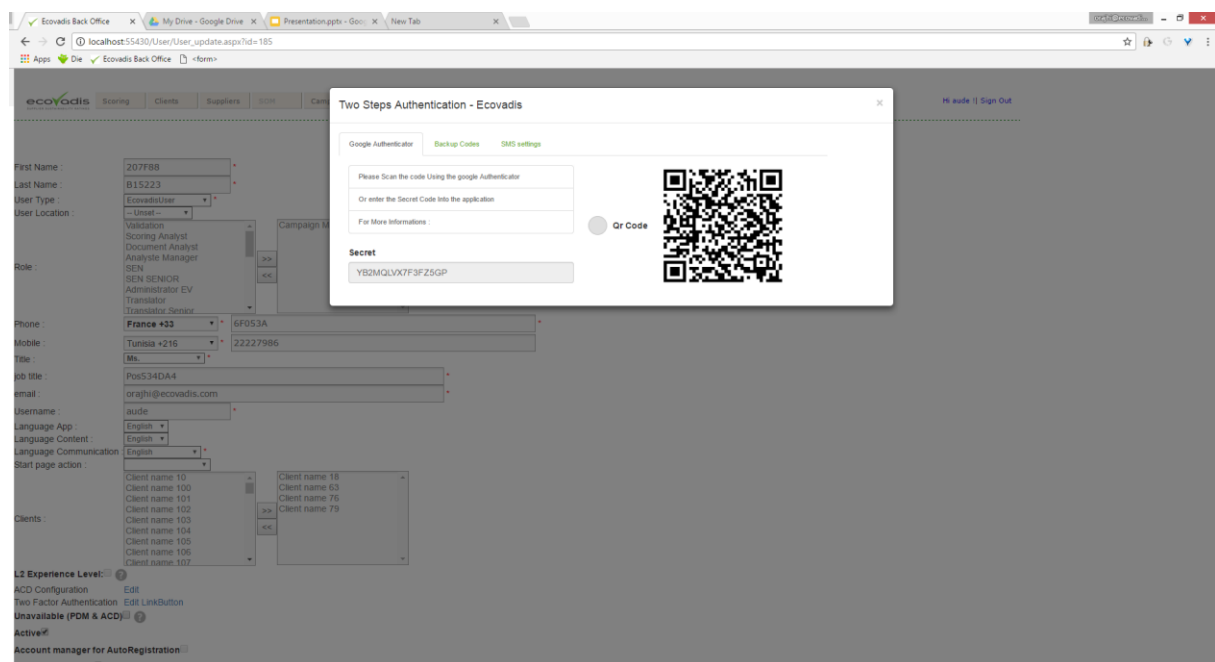 Ecovadis Back Office
My Drive - Google Drive
Presentation.pptx - Goog
New Tab
localhost:55430/User/User_update.aspx?id=185
Apps
Die
Ecovadis Back Office
<form>
ecovadis
Scoring
Clients
Suppliers
Hi aude || Sign Out
Two Steps Authentication - Ecovadis
×
Google Authenticator
Backup Codes
SMS settings
Please Scan the code Using the google Authenticator
Or enter the Secret Code Into the application
For More Informations :
Qr Code
Secret
YB2MQLVX7F3FZ5GP
First Name :
207F88
*
Last Name :
B15223
*
User Type :
EcovadisUser
*
User Location :
-- Unset --
Role :
Validation
Scoring Analyst
Document Analyst
Analyste Manager
SEN
SEN SENIOR
Administrator EV
Translator
Translator Senior
>>
<<
Campaign M
Phone :
France +33
*
6F053A
*
Mobile :
Tunisia +216
*
22227986
Title :
Ms.
*
job title :
Pos534DA4
*
email :
orajhi@ecovadis.com
*
Username :
aude
*
Language App :
English
Language Content :
English
Language Communication :
English
*
Start page action :
Clients :
Client name 10
Client name 100
Client name 101
Client name 102
Client name 103
Client name 104
Client name 105
Client name 106
Client name 107
>>
<<
Client name 18
Client name 63
Client name 76
Client name 79
L2 Experience Level:
?
ACD Configuration
Edit
Two Factor Authentication
Edit LinkButton
Unavailable (PDM & ACD)
?
Active
Account manager for AutoRegistration